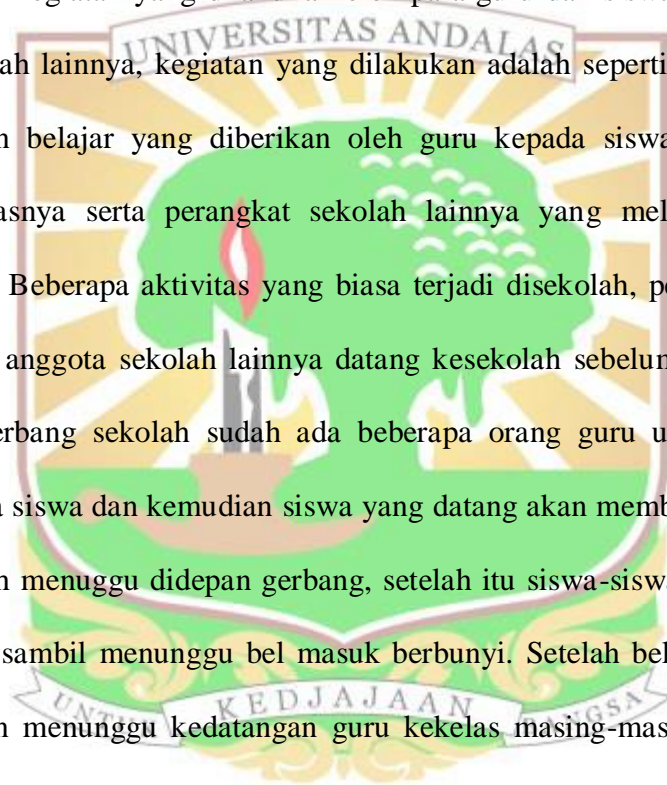 UNIVERSITAS ANDALAS
ah lainnya, kegiatan yang dilakukan adalah seperti
belajar yang diberikan oleh guru kepada siswa
asnya serta perangkat sekolah lainnya yang mel
Beberapa aktivitas yang biasa terjadi disekolah, p
anggota sekolah lainnya datang kesekolah sebelu
erbang sekolah sudah ada beberapa orang guru u
siswa dan kemudian siswa yang datang akan memb
menuggu didepan gerbang, setelah itu siswa-siswa
sambil menunggu bel masuk berbunyi. Setelah bel
menunggu kedatangan guru kekelas masing-mas
UNTUK KEDJAJAAN BANGSA